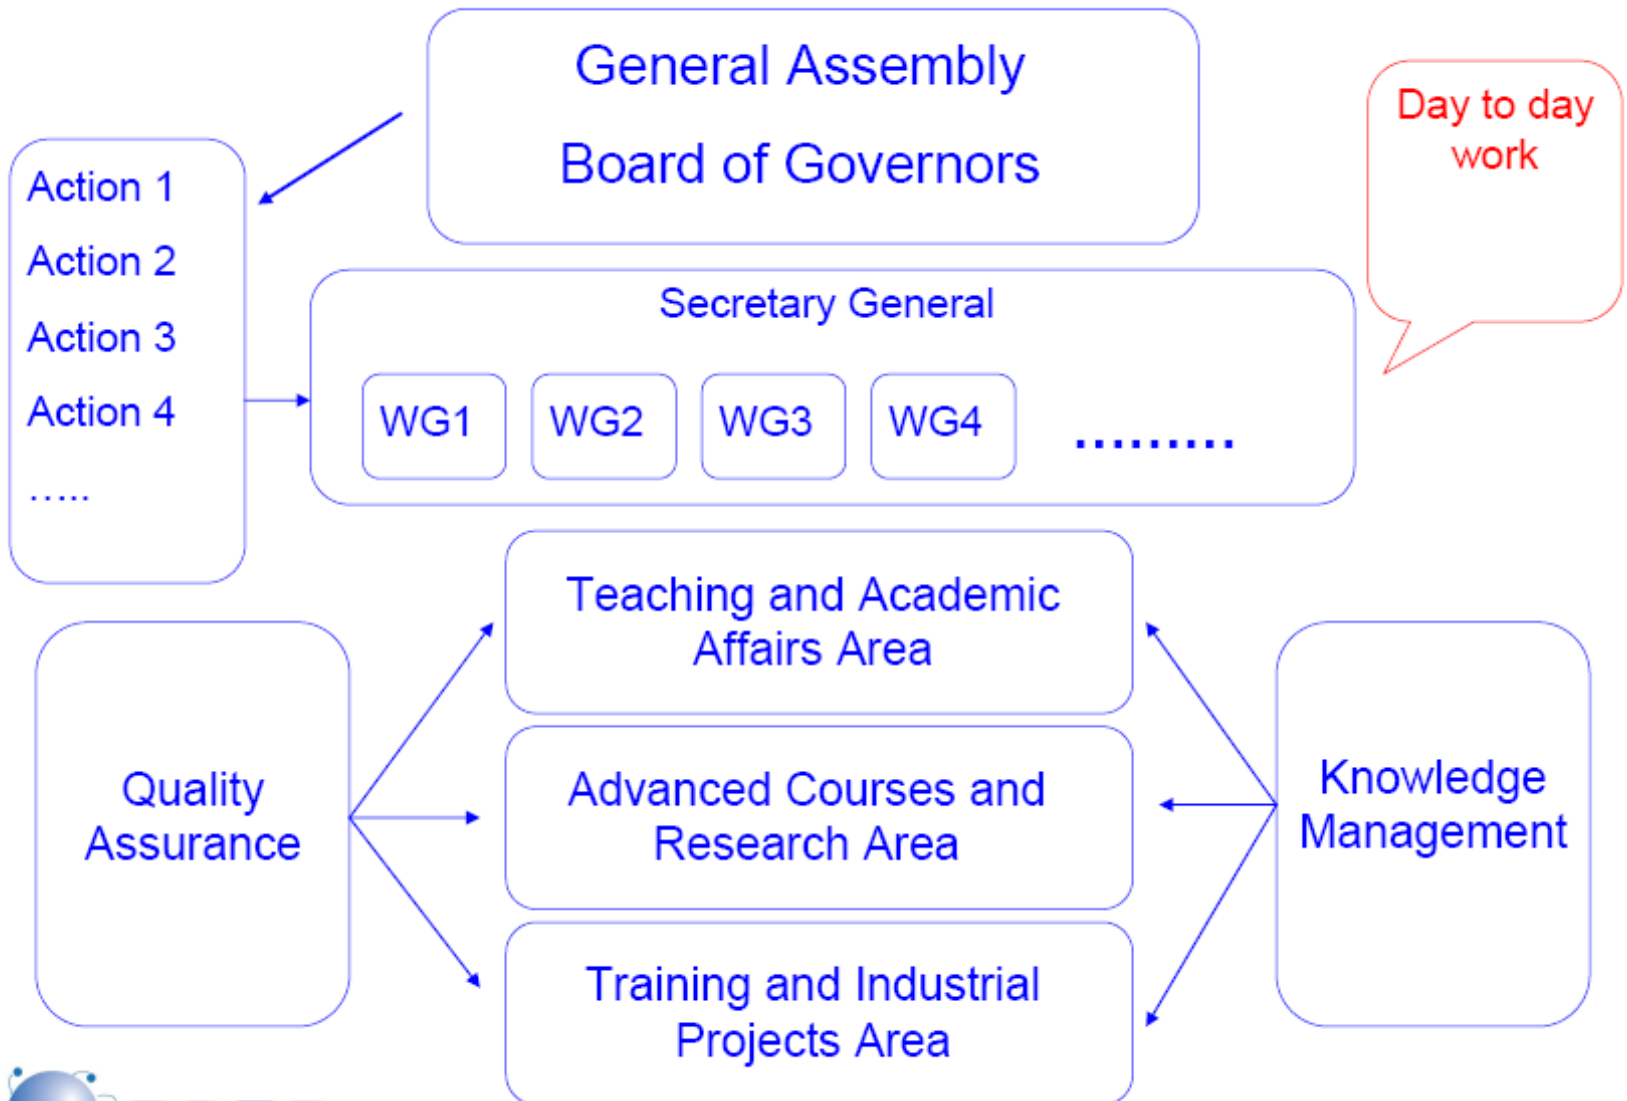 General Assembly
Board of Governors
Day to day
work
Action 1
Action 2
Action 3
Action 4
.....
Secretary General
WG1
WG2
WG3
WG4
.........
Teaching and Academic
Affairs Area
Quality
Assurance
Advanced Courses and
Research Area
Knowledge
Management
Training and Industrial
Projects Area